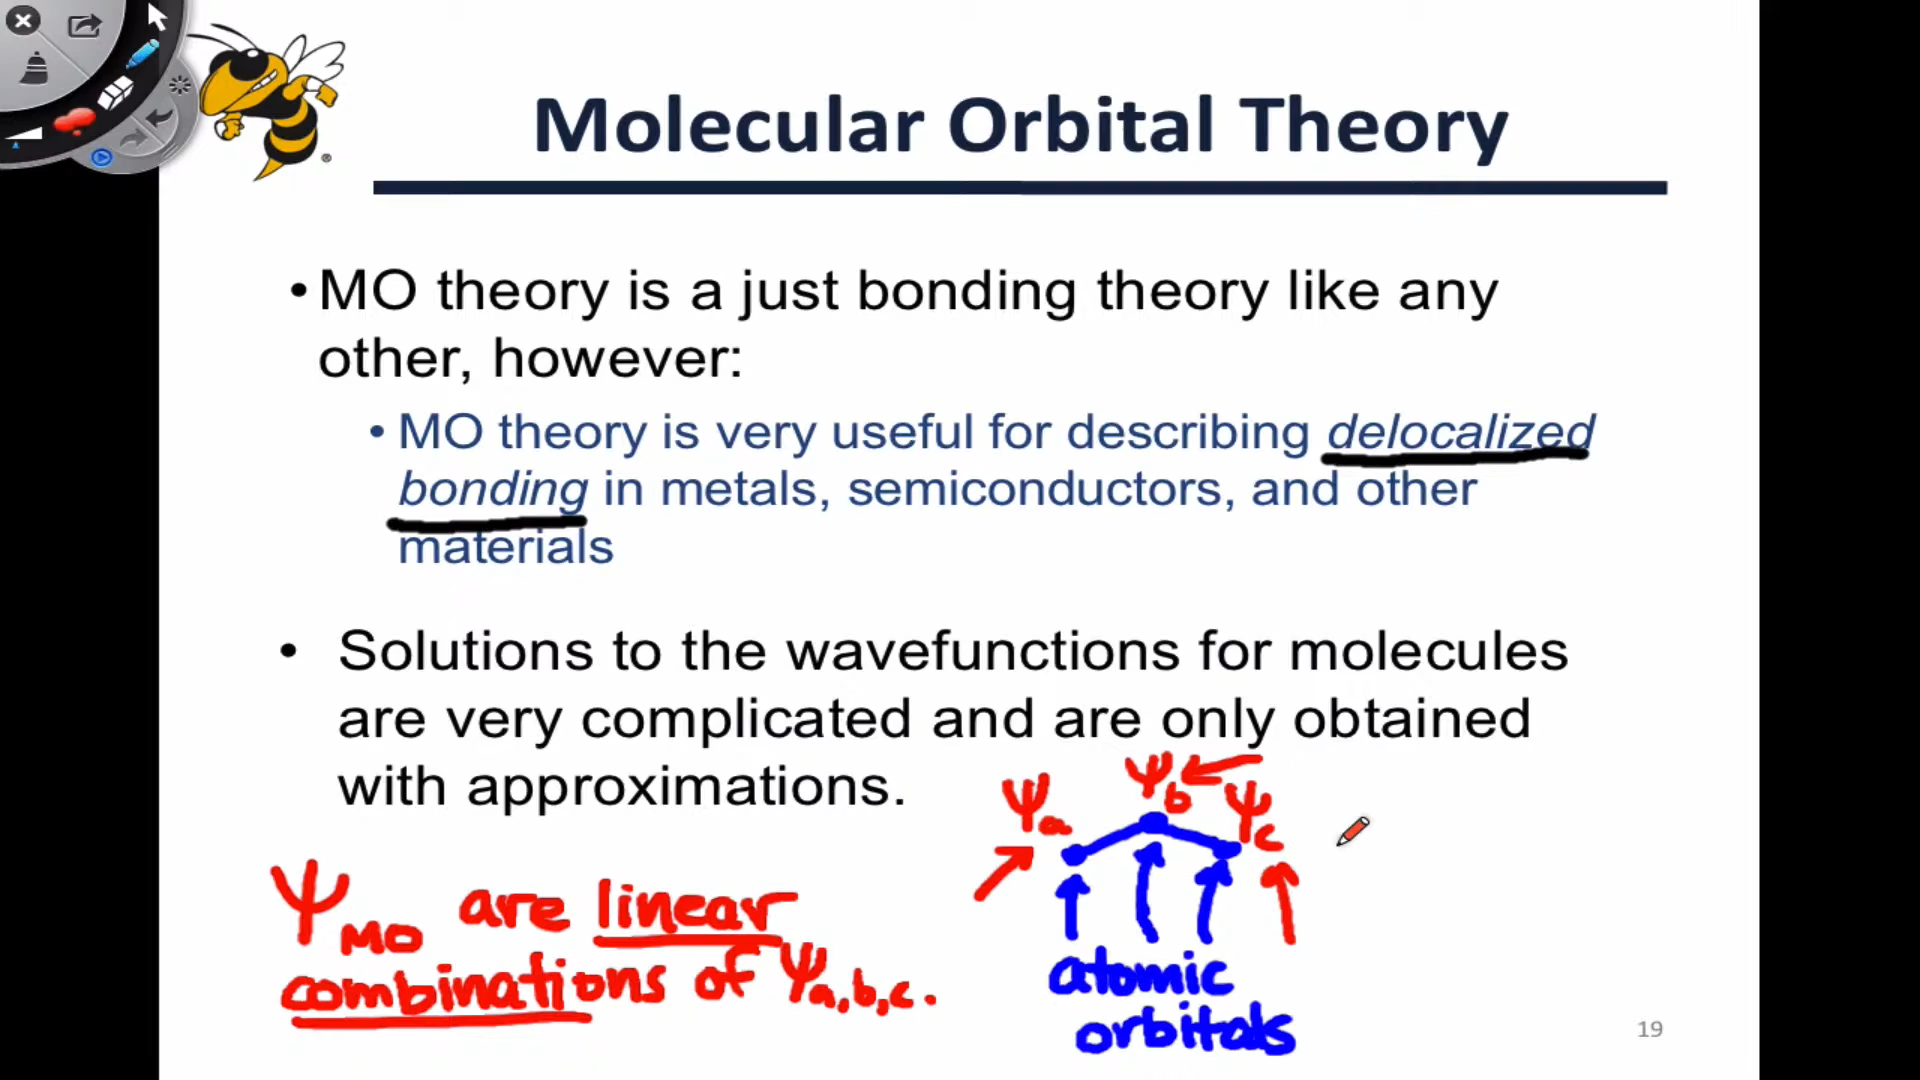 Molecular Orbital Theory
• MO theory is a just bonding theory like any
other, however:
• MO theory is very useful for describing delocalized
bonding in metals, semiconductors, and other
materials
• Solutions to the wavefunctions for molecules
are very complicated and are only obtained
with approximations.
Ψa Ψb Ψc
ΨMO are linear
combinations of Ψa,b,c.
atomic
orbitals
19
®